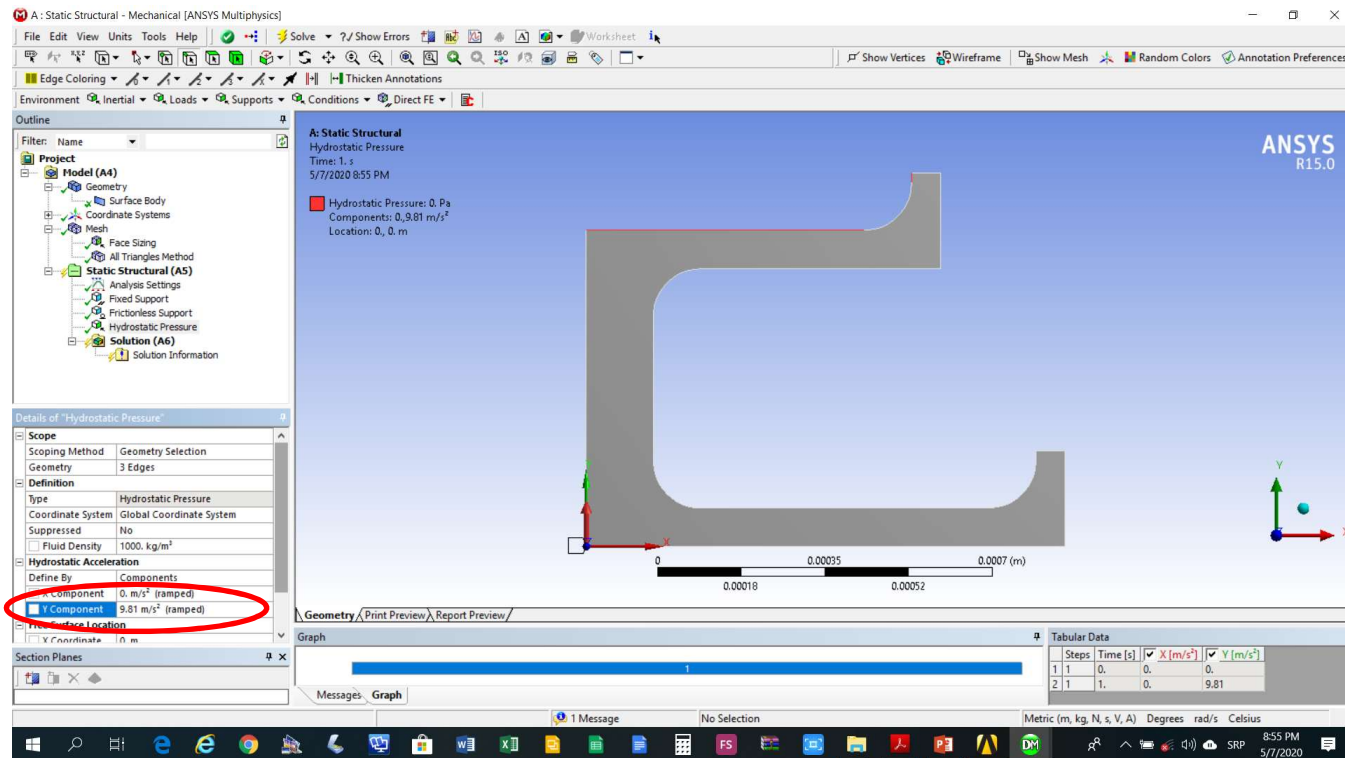 A : Static Structural - Mechanical [ANSYS Multiphysics]
File Edit View Units Tools Help Solve ?/ Show Errors Worksheet
Show Vertices Wireframe Show Mesh Random Colors Annotation Preferences
Edge Coloring Thicken Annotations
Environment Inertial Loads Supports Conditions Direct FE
Outline
Filter: Name
Project
Model (A4)
Geometry
Surface Body
Coordinate Systems
Mesh
Face Sizing
All Triangles Method
Static Structural (A5)
Analysis Settings
Fixed Support
Frictionless Support
Hydrostatic Pressure
Solution (A6)
Solution Information
A: Static Structural
Hydrostatic Pressure
Time: 1. s
5/7/2020 8:55 PM
Hydrostatic Pressure: 0. Pa
Components: 0.,9.81 m/s²
Location: 0., 0. m
ANSYS
R15.0
Y
X
X
0 0.00035 0.0007 (m)
0.00018 0.00052
Details of "Hydrostatic Pressure"
Scope
Scoping Method Geometry Selection
Geometry 3 Edges
Definition
Type Hydrostatic Pressure
Coordinate System Global Coordinate System
Suppressed No
Fluid Density 1000. kg/m³
Hydrostatic Acceleration
Define By Components
X Component 0. m/s² (ramped)
Y Component 9.81 m/s² (ramped)
Free Surface Location
X Coordinate 0. m
Section Planes
Geometry Print Preview Report Preview
Graph
1
Messages Graph
Tabular Data
Steps Time [s] X [m/s²] Y [m/s²]
1 1 0. 0. 0.
2 1 1. 0. 9.81
1 Message No Selection Metric (m, kg, N, s, V, A) Degrees rad/s Celsius
FS DM SRP 8:55 PM
5/7/2020